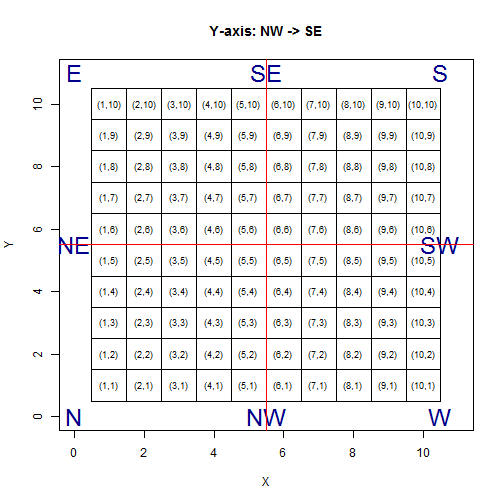 Y-axis: NW -> SE
E SE S
10 (1,10) (2,10) (3,10) (4,10) (5,10) (6,10) (7,10) (8,10) (9,10) (10,10)
(1,9) (2,9) (3,9) (4,9) (5,9) (6,9) (7,9) (8,9) (9,9) (10,9)
8 (1,8) (2,8) (3,8) (4,8) (5,8) (6,8) (7,8) (8,8) (9,8) (10,8)
(1,7) (2,7) (3,7) (4,7) (5,7) (6,7) (7,7) (8,7) (9,7) (10,7)
6 (1,6) (2,6) (3,6) (4,6) (5,6) (6,6) (7,6) (8,6) (9,6) (10,6)
Y NE SW
(1,5) (2,5) (3,5) (4,5) (5,5) (6,5) (7,5) (8,5) (9,5) (10,5)
4 (1,4) (2,4) (3,4) (4,4) (5,4) (6,4) (7,4) (8,4) (9,4) (10,4)
(1,3) (2,3) (3,3) (4,3) (5,3) (6,3) (7,3) (8,3) (9,3) (10,3)
2 (1,2) (2,2) (3,2) (4,2) (5,2) (6,2) (7,2) (8,2) (9,2) (10,2)
(1,1) (2,1) (3,1) (4,1) (5,1) (6,1) (7,1) (8,1) (9,1) (10,1)
0 N NW W
0 2 4 6 8 10
X